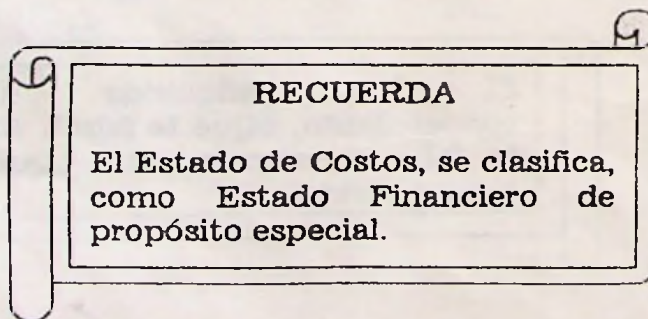 RECUERDA
El Estado de Costos, se clasifica,
como Estado Financiero de
propósito especial.